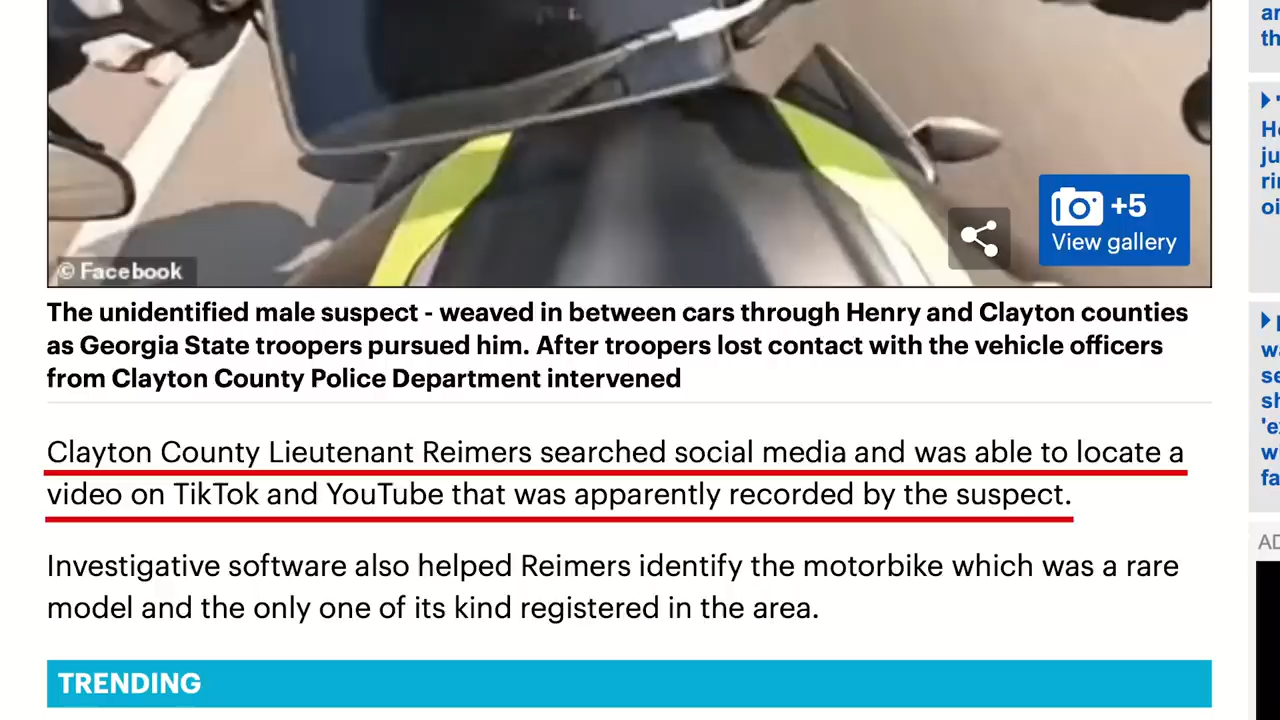 +5
View gallery
© Facebook
The unidentified male suspect - weaved in between cars through Henry and Clayton counties
as Georgia State troopers pursued him. After troopers lost contact with the vehicle officers
from Clayton County Police Department intervened
Clayton County Lieutenant Reimers searched social media and was able to locate a
video on TikTok and YouTube that was apparently recorded by the suspect.
Investigative software also helped Reimers identify the motorbike which was a rare
model and the only one of its kind registered in the area.
TRENDING